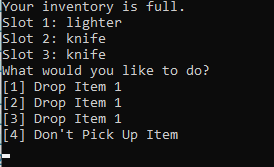 Your inventory is full.
Slot 1: lighter
Slot 2: knife
Slot 3: knife
What would you like to do?
[1] Drop Item 1
[2] Drop Item 1
[3] Drop Item 1
[4] Don't Pick Up Item